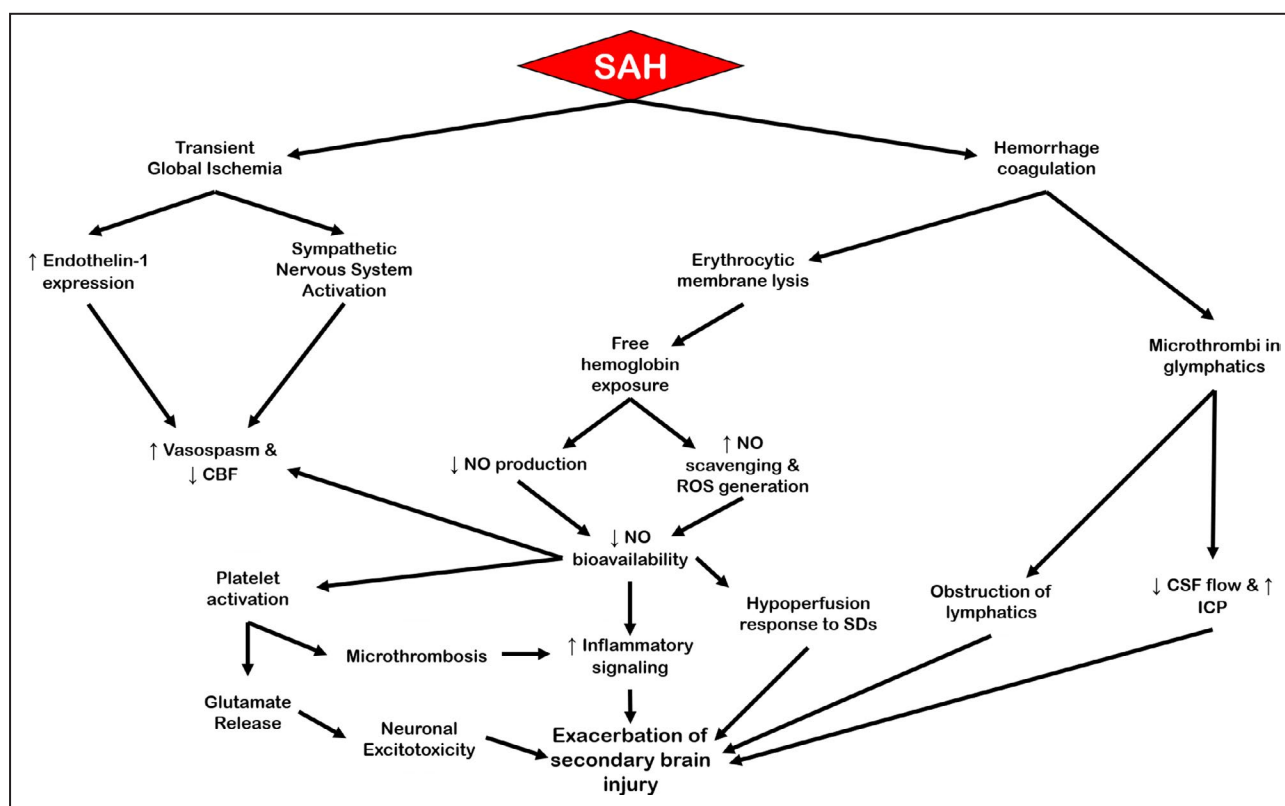 SAH
Transient
Global Ischemia
Hemorrhage
coagulation
↑ Endothelin-1
expression
Sympathetic
Nervous System
Activation
Erythrocytic
membrane lysis
Free
hemoglobin
exposure
Microthrombi in
glymphatics
↑ Vasospasm &
↓ CBF
↓ NO production
↑ NO
scavenging &
ROS generation
↓ NO
bioavailability
Platelet
activation
Hypoperfusion
response to SDs
Obstruction of
lymphatics
↓ CSF flow & ↑
ICP
Microthrombosis
↑ Inflammatory
signaling
Glutamate
Release
Neuronal
Excitotoxicity
Exacerbation of
secondary brain
injury